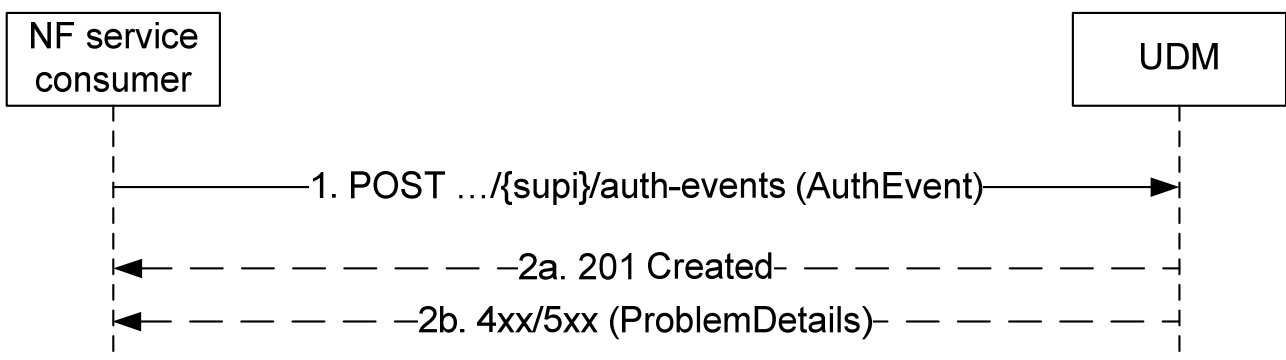 NF service
consumer
UDM
1. POST …/{supi}/auth-events (AuthEvent)
2a. 201 Created
2b. 4xx/5xx (ProblemDetails)